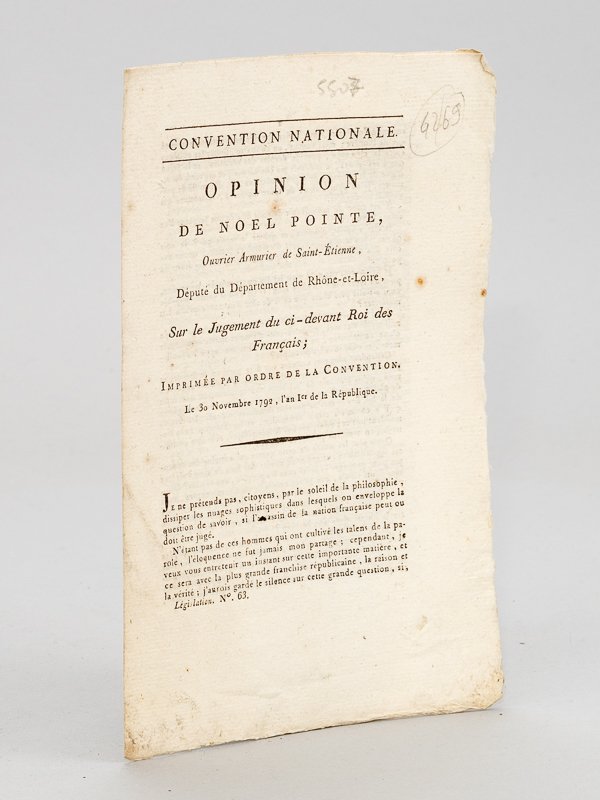 5507
6269
CONVENTION NATIONALE.
OPINION
DE NOEL POINTE,
Ouvrier Armurier de Saint-Étienne,
Député du Département de Rhône-et-Loire,
Sur le Jugement du ci-devant Roi des
Français;
IMPRIMÉE PAR ORDRE DE LA CONVENTION.
Le 30 Novembre 1792, l'an Ier de la République.
JE ne prétends pas, citoyens, par le soleil de la philosophie,
dissiper les nuages sophistiques dans lesquels on enveloppe la
question de savoir, si l'assassin de la nation française peut ou
doit être jugé.
N'étant pas de ces hommes qui ont cultivé les talens de la pa-
role, l'éloquence ne fut jamais mon partage; cependant, je
veux vous entretenir un instant sur cette importante matière, et
ce sera avec la plus grande franchise républicaine, la raison et
la vérité; j'aurois gardé le silence sur cette grande question, si,
Législation. N°. 63.